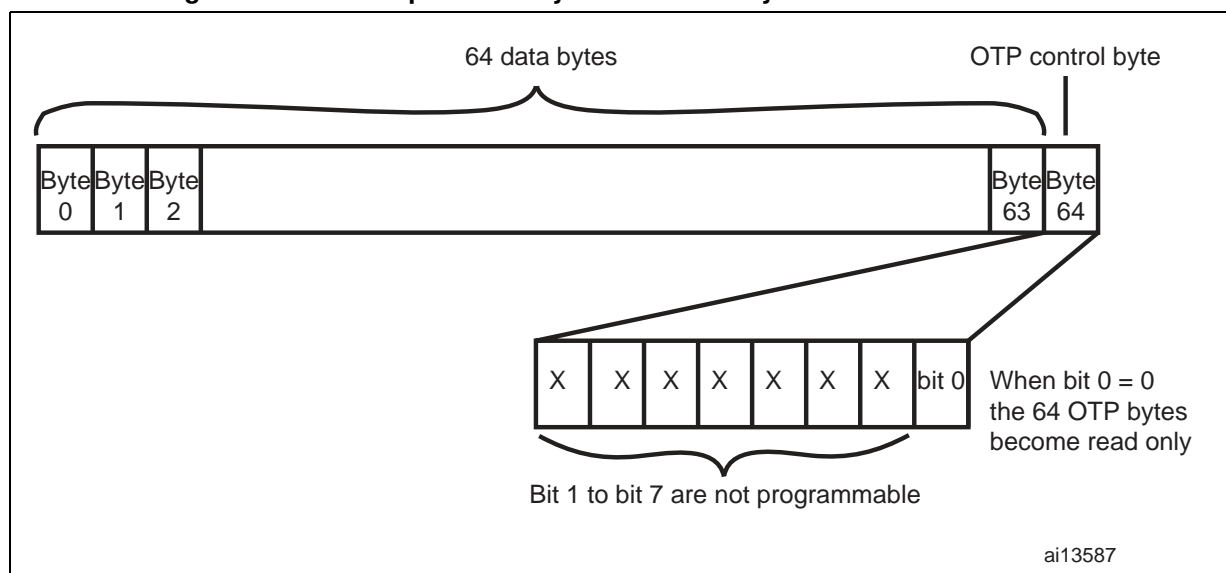 64 data bytes
OTP control byte
Byte Byte Byte
0 1 2
Byte Byte
63 64
X X X X X X X bit 0
When bit 0 = 0
the 64 OTP bytes
become read only
Bit 1 to bit 7 are not programmable
ai13587